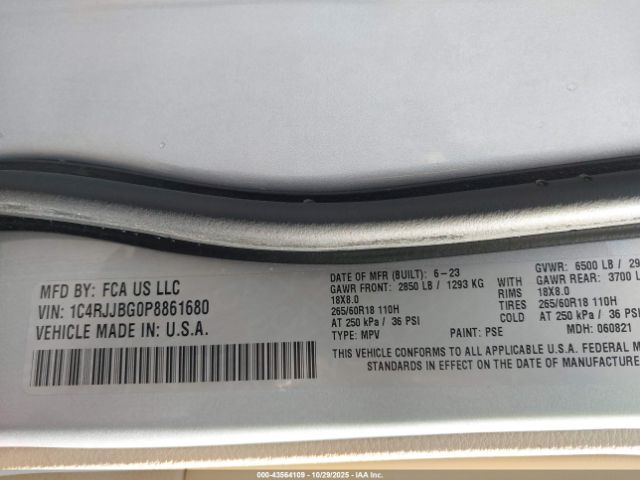 MFD BY: FCA US LLC
VIN: 1C4RJJBG0P8861680
VEHICLE MADE IN: U.S.A.
DATE OF MFR (BUILT): 6-23
GAWR FRONT: 2850 LB / 1293 KG
18X8.0
265/60R18 110H
AT 250 kPa / 36 PSI
TYPE: MPV
PAINT: PSE
WITH
RIMS
TIRES
COLD
GVWR: 6500 LB / 29
GAWR REAR: 3700
18X8.0
265/60R18 110H
AT 250 kPa / 36 PSI
MDH: 060821
THIS VEHICLE CONFORMS TO ALL APPLICABLE U.S.A. FEDERAL M
STANDARDS IN EFFECT ON THE DATE OF MANUFACTURE
000-43564109 | 10/29/2025 | IAA Inc.